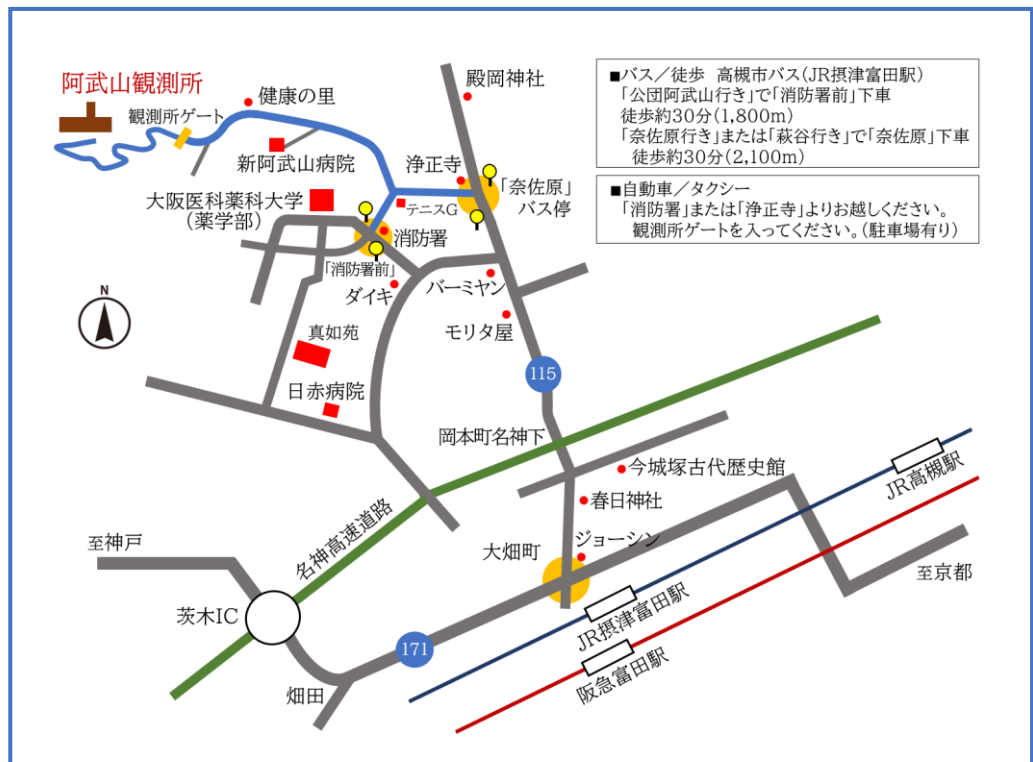 阿武山観測所
観測所ゲート
健康の里
殿岡神社
新阿武山病院
浄正寺
大阪医科薬科大学
(薬学部)
テニスG
「奈佐原」
バス停
消防署
「消防署前」
ダイキ
バーミヤン
モリタ屋
N
真如苑
日赤病院
115
岡本町名神下
今城塚古代歴史館
春日神社
JR高槻駅
名神高速道路
至神戸
大畑町
ジョーシン
至京都
茨木IC
JR摂津富田駅
171
阪急富田駅
畑田
■バス/徒歩 高槻市バス(JR摂津富田駅)
「公団阿武山行き」で「消防署前」下車
徒歩約30分(1,800m)
「奈佐原行き」または「萩谷行き」で「奈佐原」下車
徒歩約30分(2,100m)
■自動車/タクシー
「消防署」または「浄正寺」よりお越しください。
観測所ゲートを入ってください。(駐車場有り)